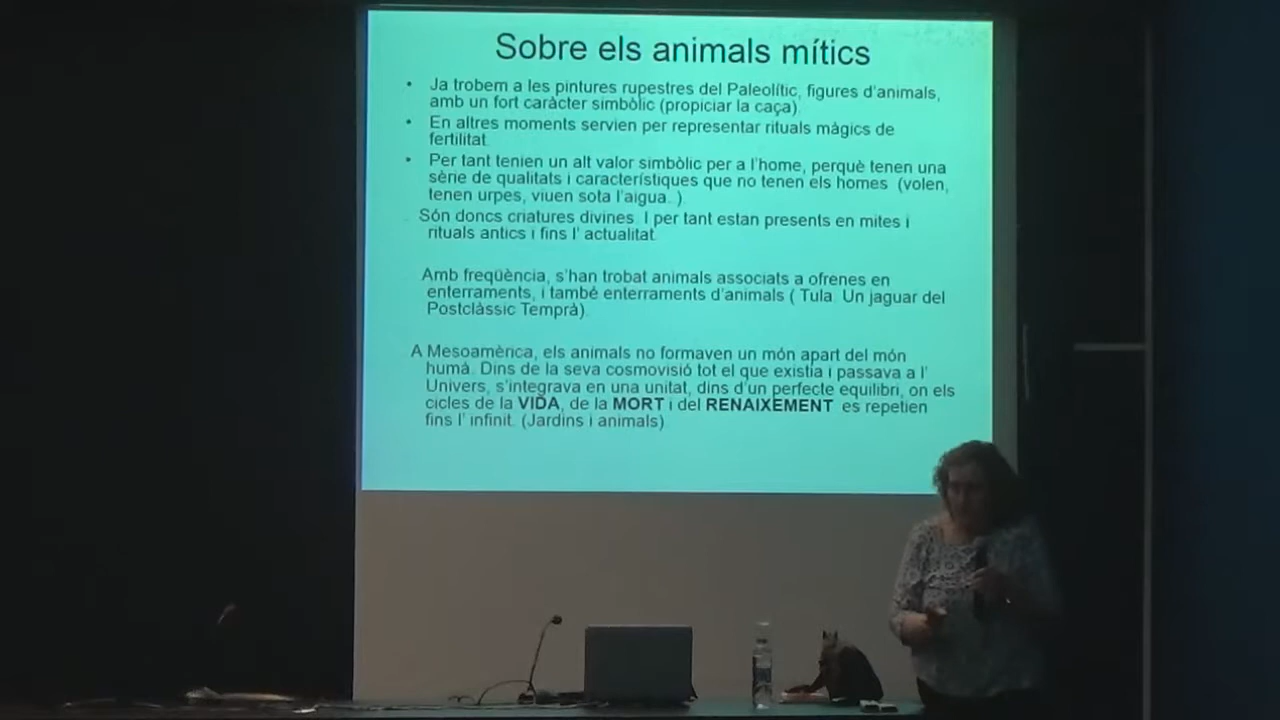 Sobre els animals mítics
• Ja trobem a les pintures rupestres del Paleolític, figures d'animals,
amb un fort caràcter simbòlic (propiciar la caça).
• En altres moments servien per representar rituals màgics de
fertilitat.
• Per tant tenien un alt valor simbòlic per a l'home, perquè tenen una
sèrie de qualitats i característiques que no tenen els homes (volen,
tenen urpes, viuen sota l'aigua..).
Són doncs criatures divines. I per tant estan presents en mites i
rituals antics i fins l' actualitat.
Amb freqüència, s'han trobat animals associats a ofrenes en
enterraments, i també enterraments d'animals ( Tula. Un jaguar del
Postclàssic Temprà).
A Mesoamèrica, els animals no formaven un món apart del món
humà. Dins de la seva cosmovisió tot el que existia i passava a l'
Univers, s'integrava en una unitat, dins d'un perfecte equilibri, on els
cicles de la VIDA, de la MORT i del RENAIXEMENT es repetien
fins l' infinit. (Jardins i animals)